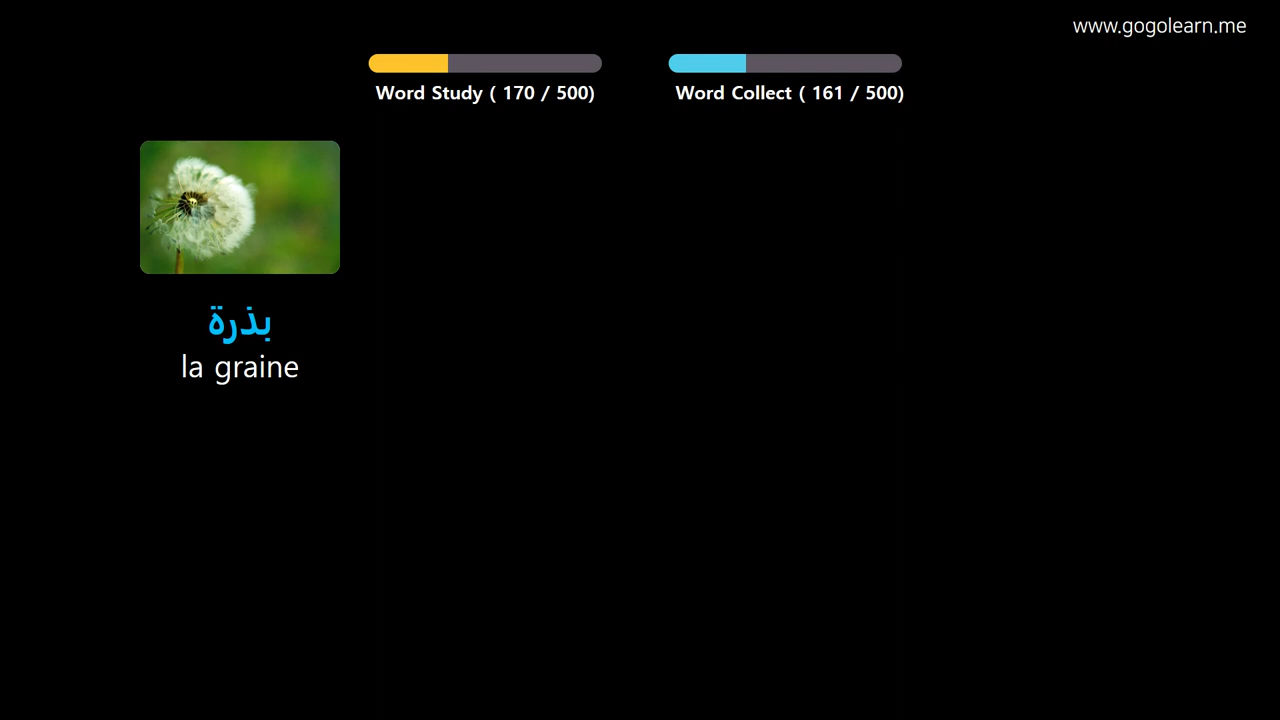 www.gogolearn.me
Word Study ( 170 / 500)
Word Collect ( 161 / 500)
بذرة
la graine